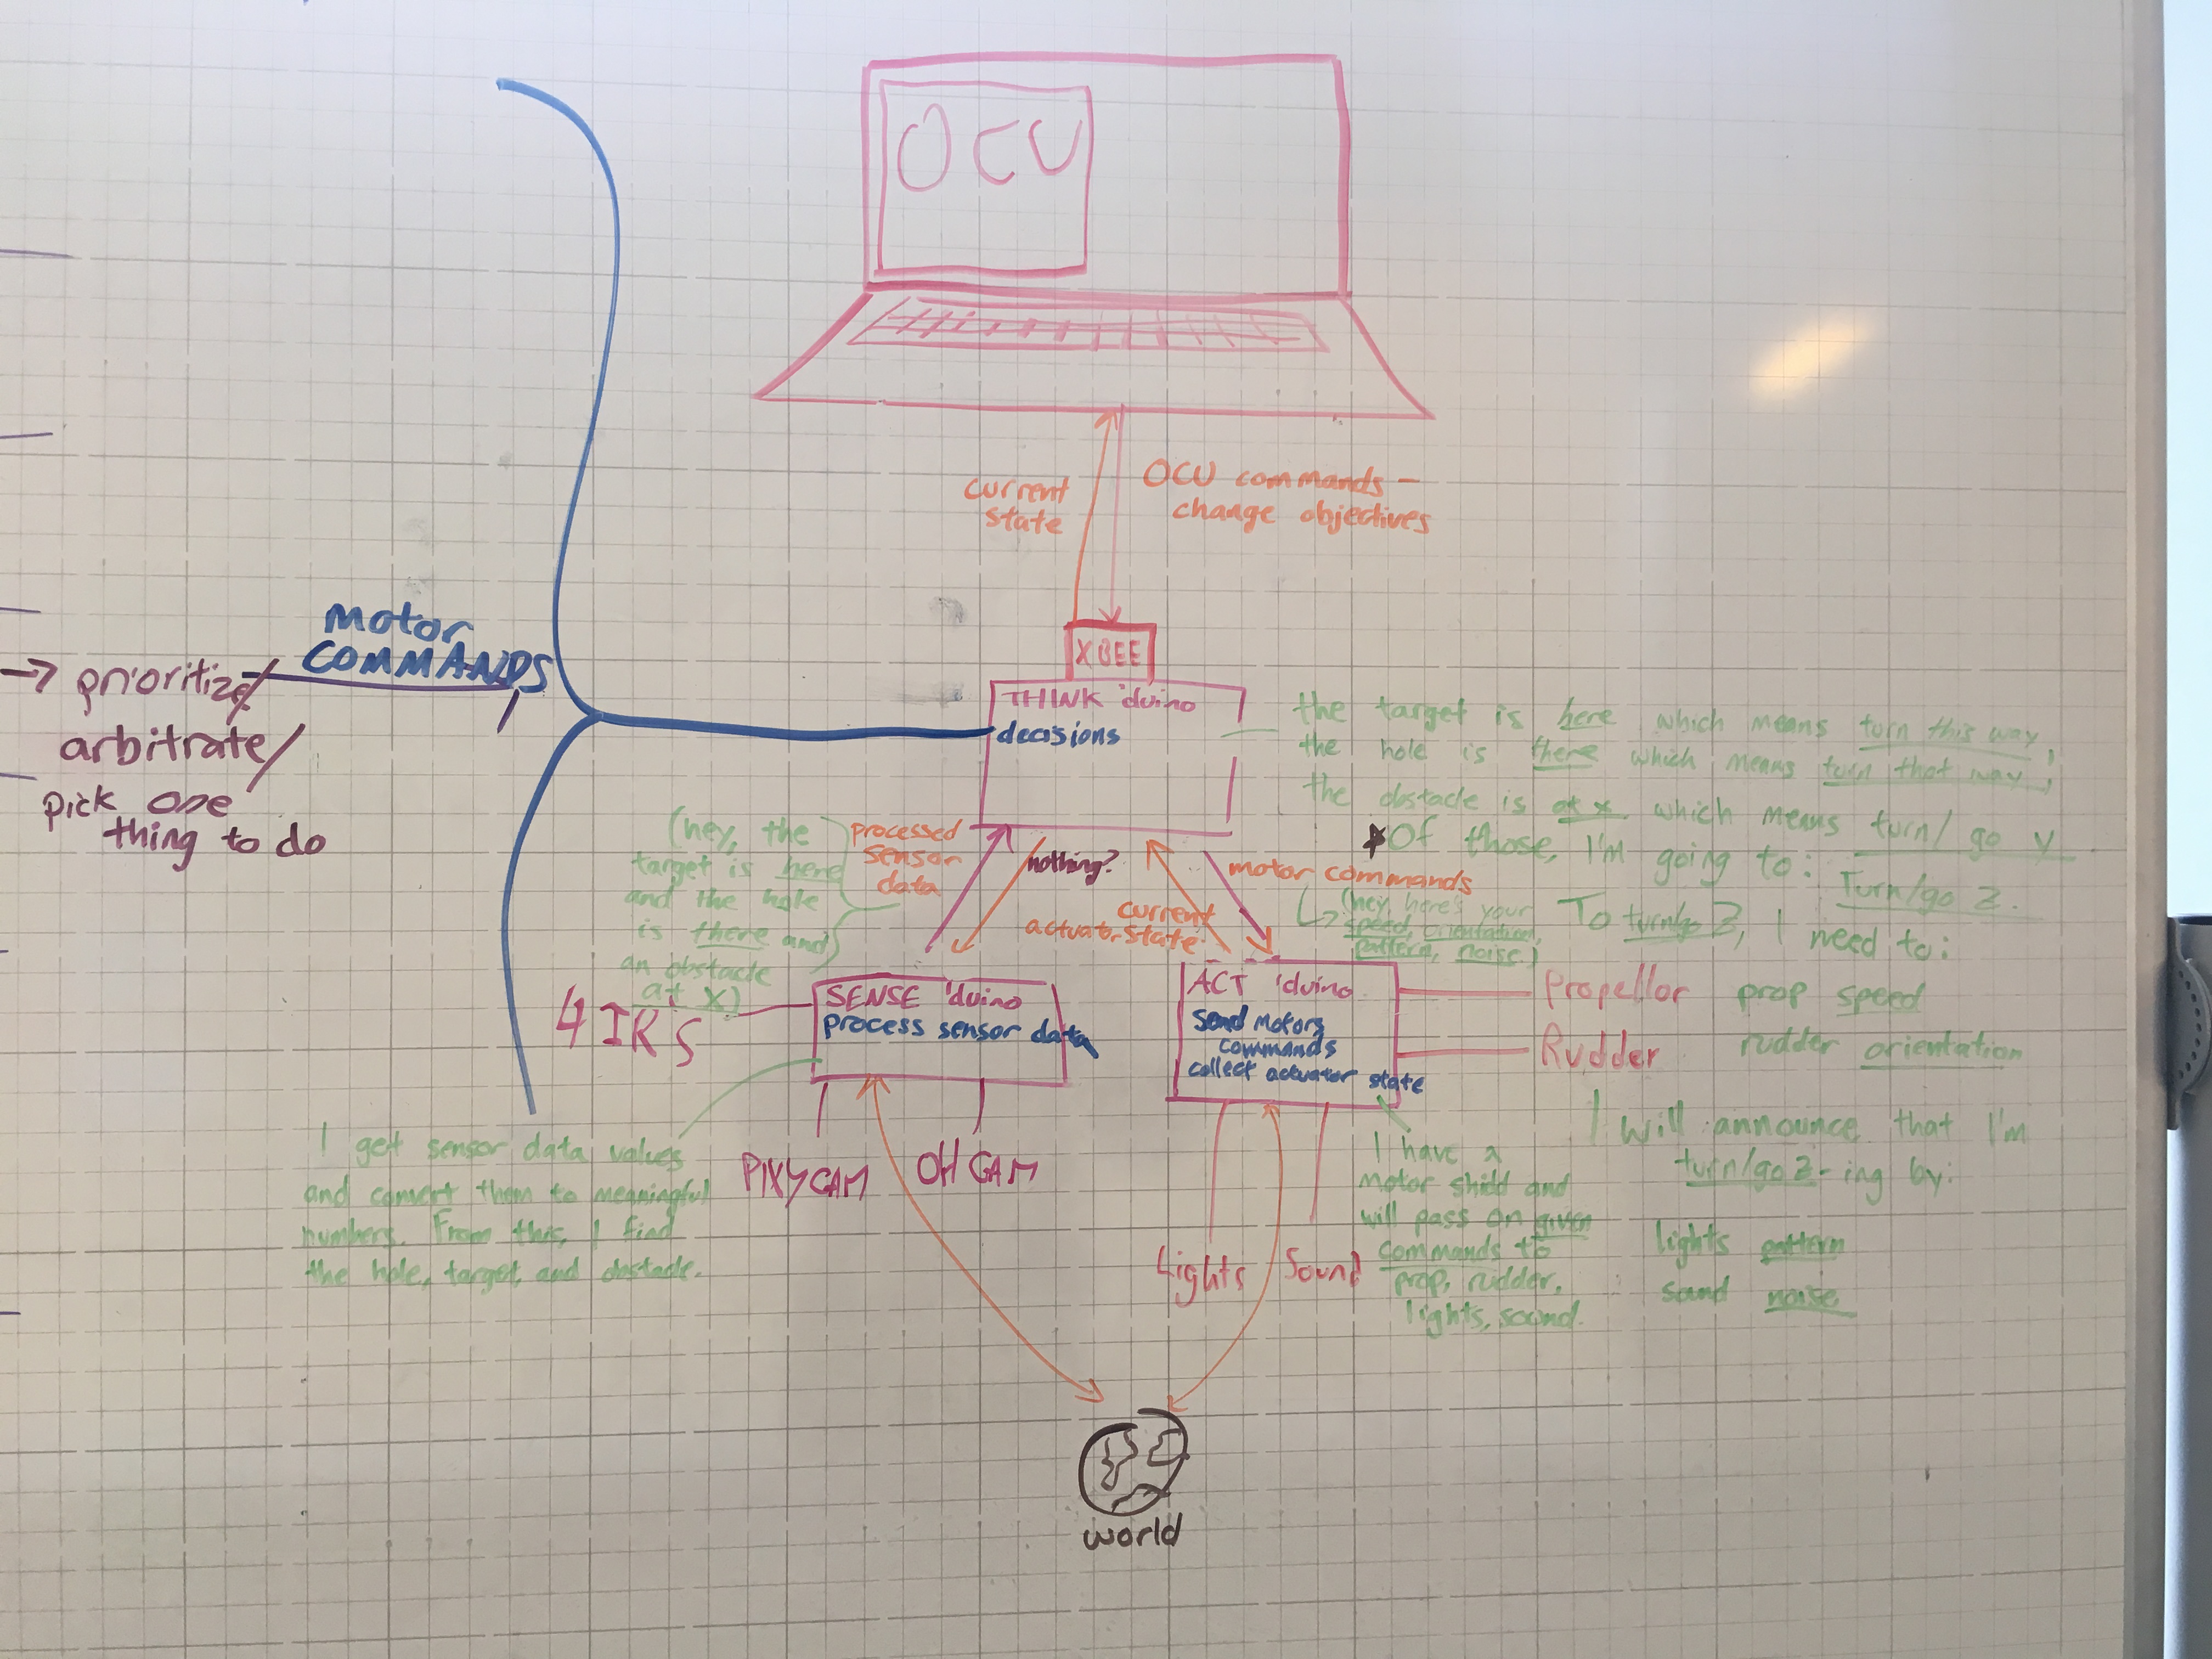 OCU
current
state
OCU commands -
change objectives
XBEE
THINK 'duino
decisions
Motor
COMMANDS
→ prioritize/
arbitrate/
pick one
thing to do
the target is here which means turn this way,
the hole is there which means turn that way,
the obstacle is at x which means turn/go y
*Of those, I'm going to: Turn/go Z.
To turn/go Z, I need to:
(hey, the
target is here
and the hole
is there and
an obstacle
at X)
processed
sensor
data
nothing?
current
actuator state
motor commands
(hey, here's your
speed, orientation,
pattern, noise.)
SENSE 'duino
process sensor data
4 IRS
PIXYCAM
OH CAM
ACT 'duino
Send Motors
commands
collect actuator state
Propellor
prop speed
Rudder
rudder orientation
I get sensor data values
and convert them to meaningful
numbers. From this, I find
the hole, target, and obstacle.
Lights
Sound
I have a
motor shield and
will pass on given
commands to
prop, rudder,
lights, sound.
I will announce that I'm
turn/go Z-ing by:
lights pattern
sound noise
world